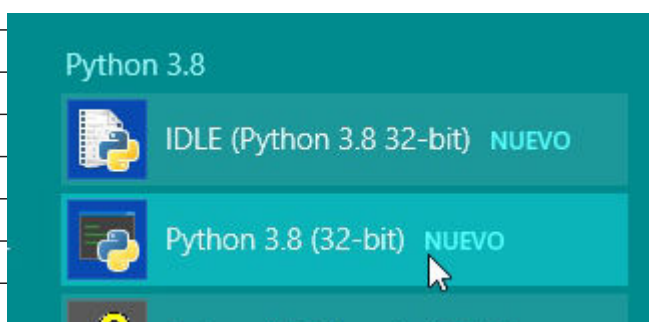 Python 3.8
IDLE (Python 3.8 32-bit) NUEVO
Python 3.8 (32-bit) NUEVO